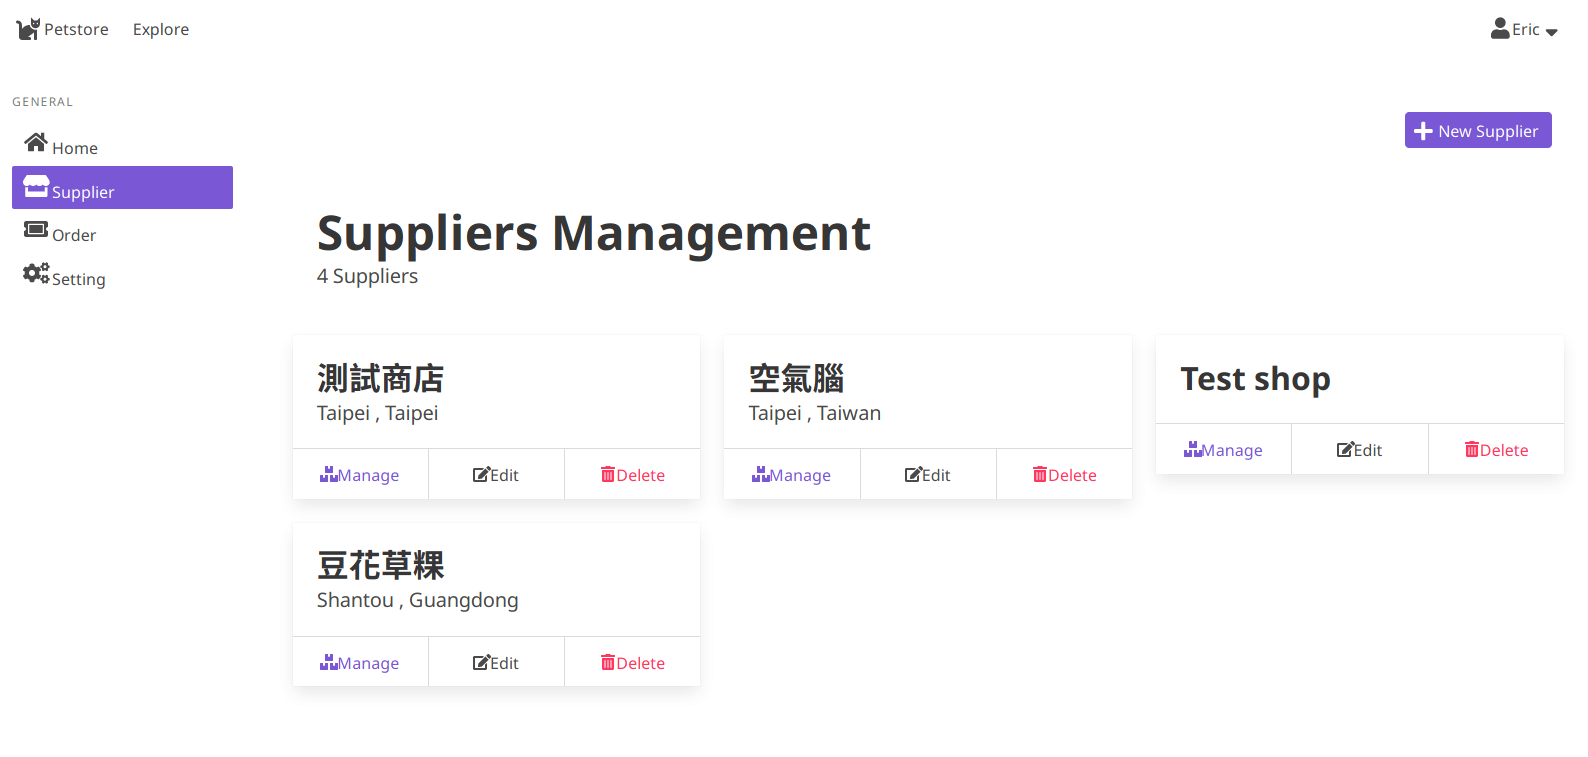 Petstore Explore Eric
GENERAL
Home
Supplier
Order
Setting
New Supplier
Suppliers Management
4 Suppliers
測試商店
Taipei , Taipei
Manage Edit Delete
空氣腦
Taipei , Taiwan
Manage Edit Delete
Test shop
Manage Edit Delete
豆花草粿
Shantou , Guangdong
Manage Edit Delete